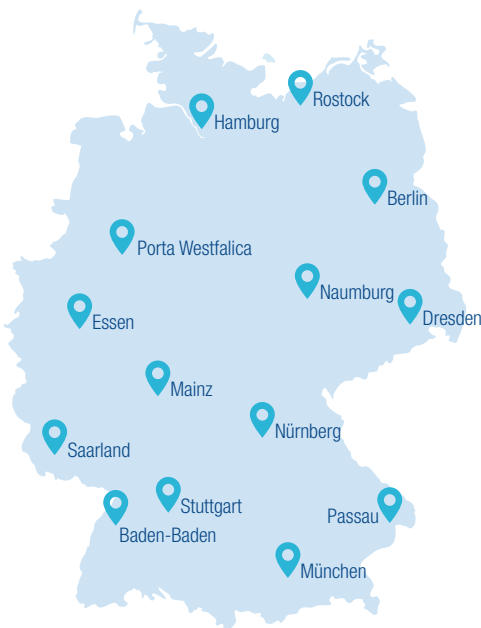 Rostock
Hamburg
Berlin
Porta Westfalica
Naumburg
Dresden
Essen
Mainz
Nürnberg
Saarland
Stuttgart
Passau
Baden-Baden
München